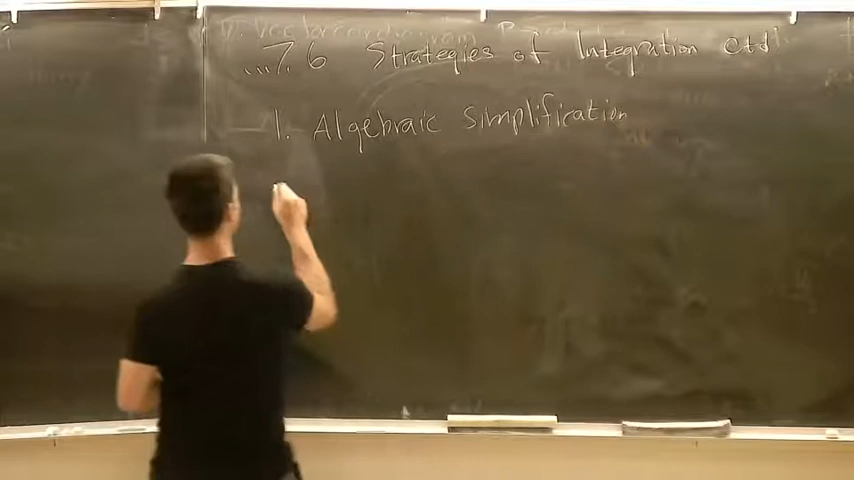 ...7.6 Strategies of Integration ctd.
1. Algebraic Simplification